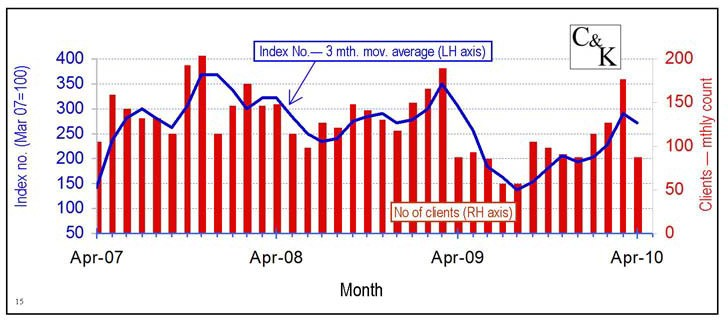 Index No.— 3 mth. mov. average (LH axis)
C&K
Index no. (Mar 07=100)
400
350
300
250
200
150
100
50
200
150
100
50
0
Clients — mthly count
No of clients (RH axis)
Apr-07
Apr-08
Apr-09
Apr-10
Month
15